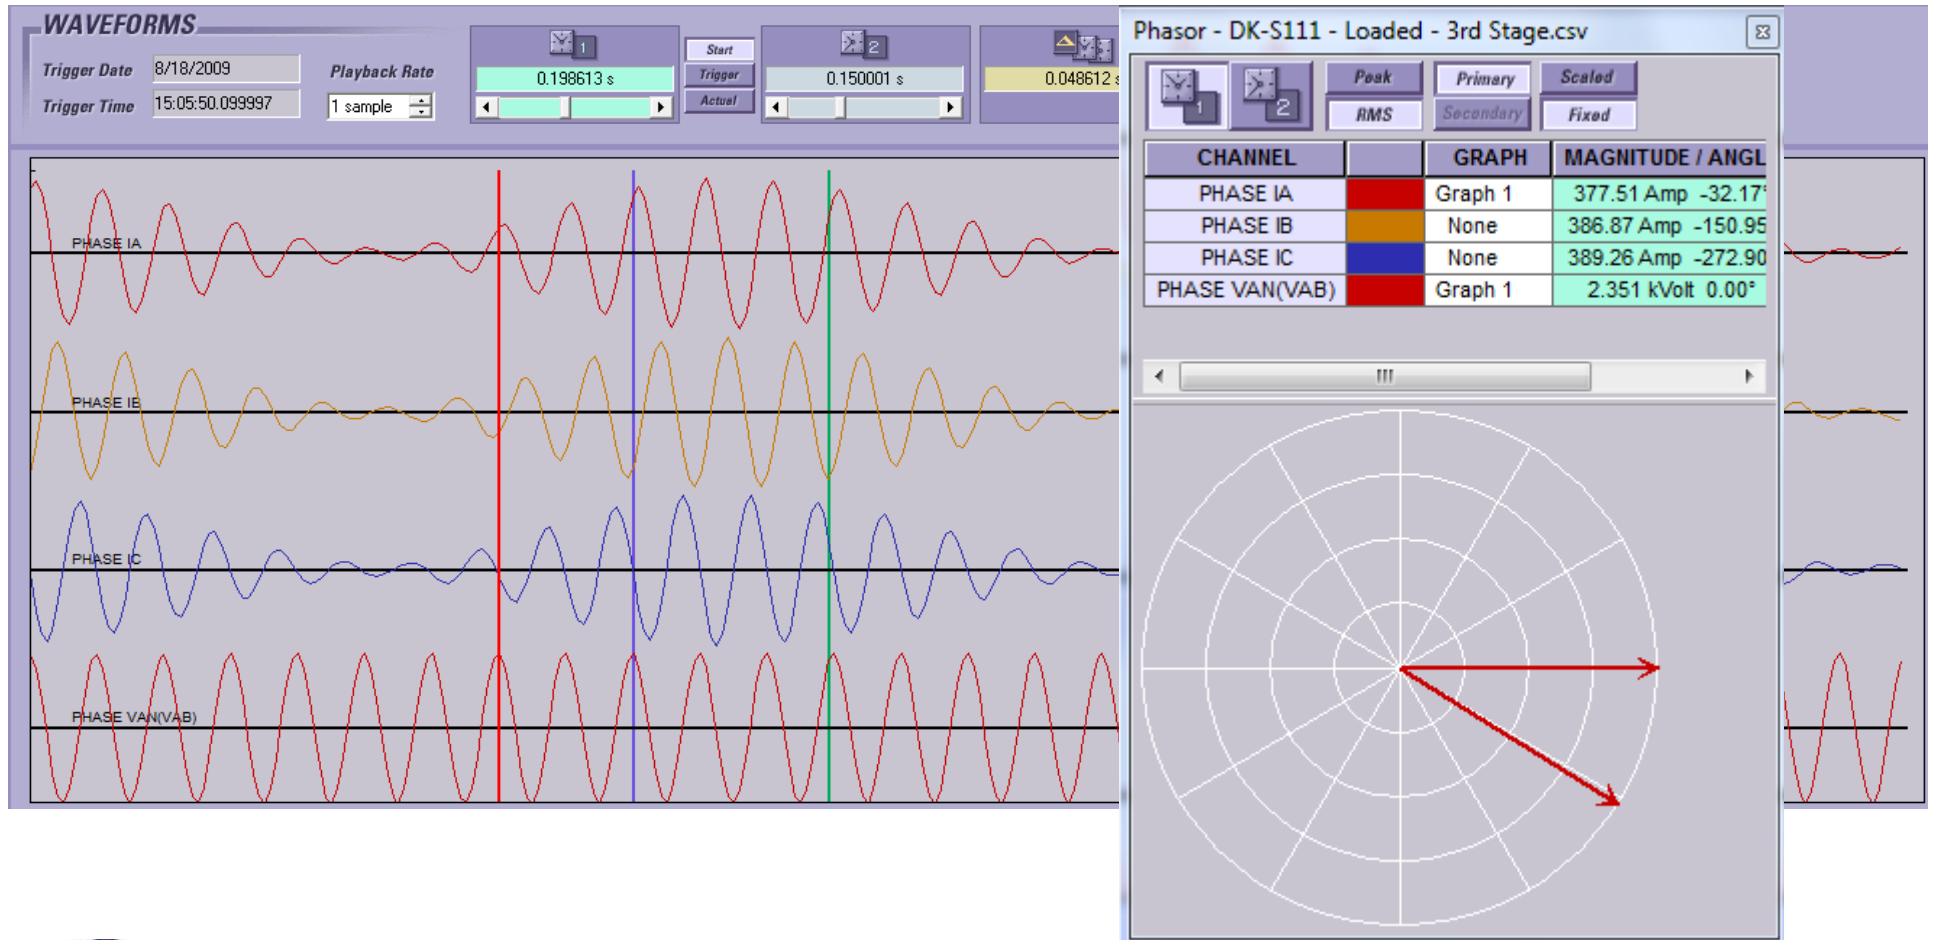 WAVEFORMS
Trigger Date 8/18/2009 Playback Rate
Trigger Time 15:05:50.099997 1 sample
1
0.198613 s
Start
Trigger
Actual
2
0.150001 s
0.048612 s
PHASE IA
PHASE IB
PHASE IC
PHASE VAN(VAB)
Phasor - DK-S111 - Loaded - 3rd Stage.csv
1 2 Peak Primary Scaled
RMS Secondary Fixed
CHANNEL GRAPH MAGNITUDE / ANGL
PHASE IA Graph 1 377.51 Amp -32.17°
PHASE IB None 386.87 Amp -150.95
PHASE IC None 389.26 Amp -272.90
PHASE VAN(VAB) Graph 1 2.351 kVolt 0.00°